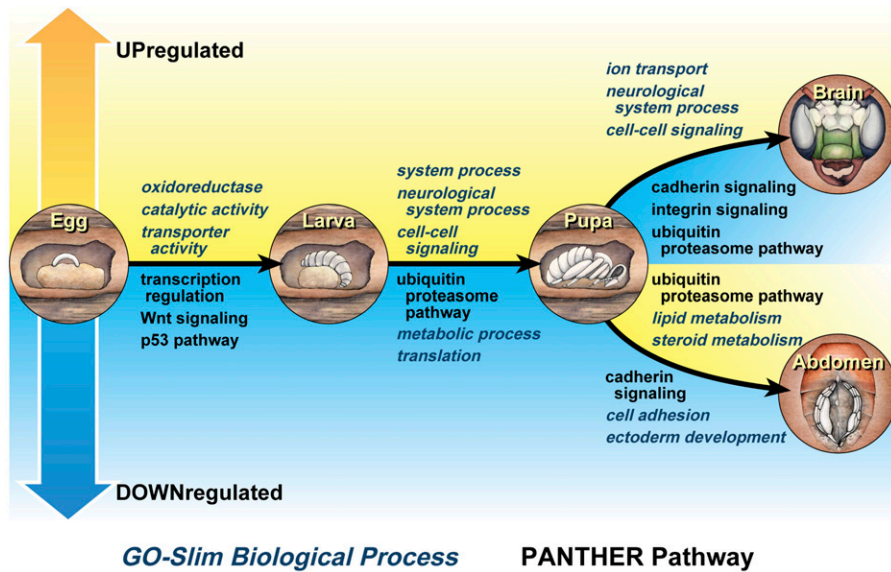 UPregulated
ion transport
neurological
system process
cell-cell signaling
Brain
oxidoreductase
catalytic activity
transporter
activity
system process
neurological
system process
cell-cell
signaling
cadherin signaling
integrin signaling
ubiquitin
proteasome pathway
Egg
Larva
Pupa
transcription
regulation
Wnt signaling
p53 pathway
ubiquitin
proteasome
pathway
metabolic process
translation
ubiquitin
proteasome pathway
lipid metabolism
steroid metabolism
Abdomen
cadherin
signaling
cell adhesion
ectoderm development
DOWNregulated
GO-Slim Biological Process PANTHER Pathway